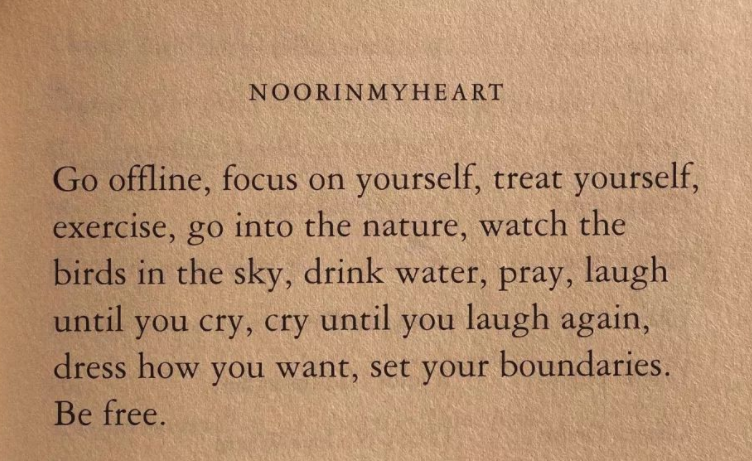 NOORINMYHEART
Go offline, focus on yourself, treat yourself,
exercise, go into the nature, watch the
birds in the sky, drink water, pray, laugh
until you cry, cry until you laugh again,
dress how you want, set your boundaries.
Be free.